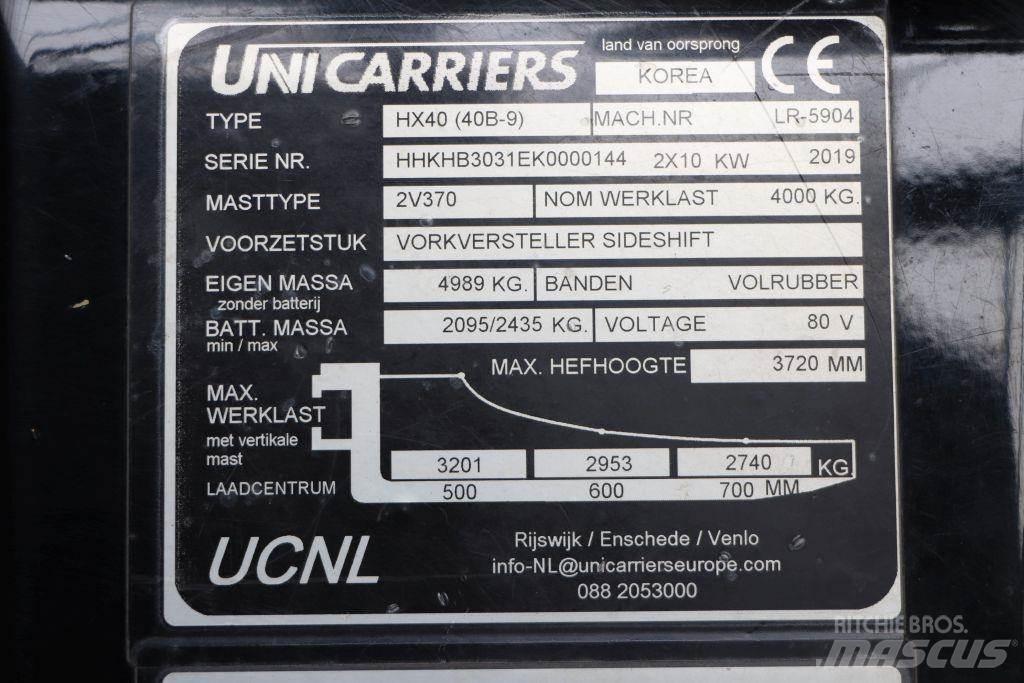 UNICARRIERS land van oorsprong CE
KOREA
TYPE HX40 (40B-9) MACH.NR LR-5904
SERIE NR. HHKHB3031EK0000144 2X10 KW 2019
MASTTYPE 2V370 NOM WERKLAST 4000 KG.
VOORZETSTUK VORKVERSTELLER SIDESHIFT
EIGEN MASSA 4989 KG. BANDEN VOLRUBBER
zonder batterij
BATT. MASSA 2095/2435 KG. VOLTAGE 80 V
min / max
MAX. HEFHOOGTE 3720 MM
MAX.
WERKLAST
met vertikale
mast
3201 2953 2740 KG.
LAADCENTRUM 500 600 700 MM
UCNL
Rijswijk / Enschede / Venlo
info-NL@unicarrierseurope.com
088 2053000
RITCHIE BROS.
MASCUS